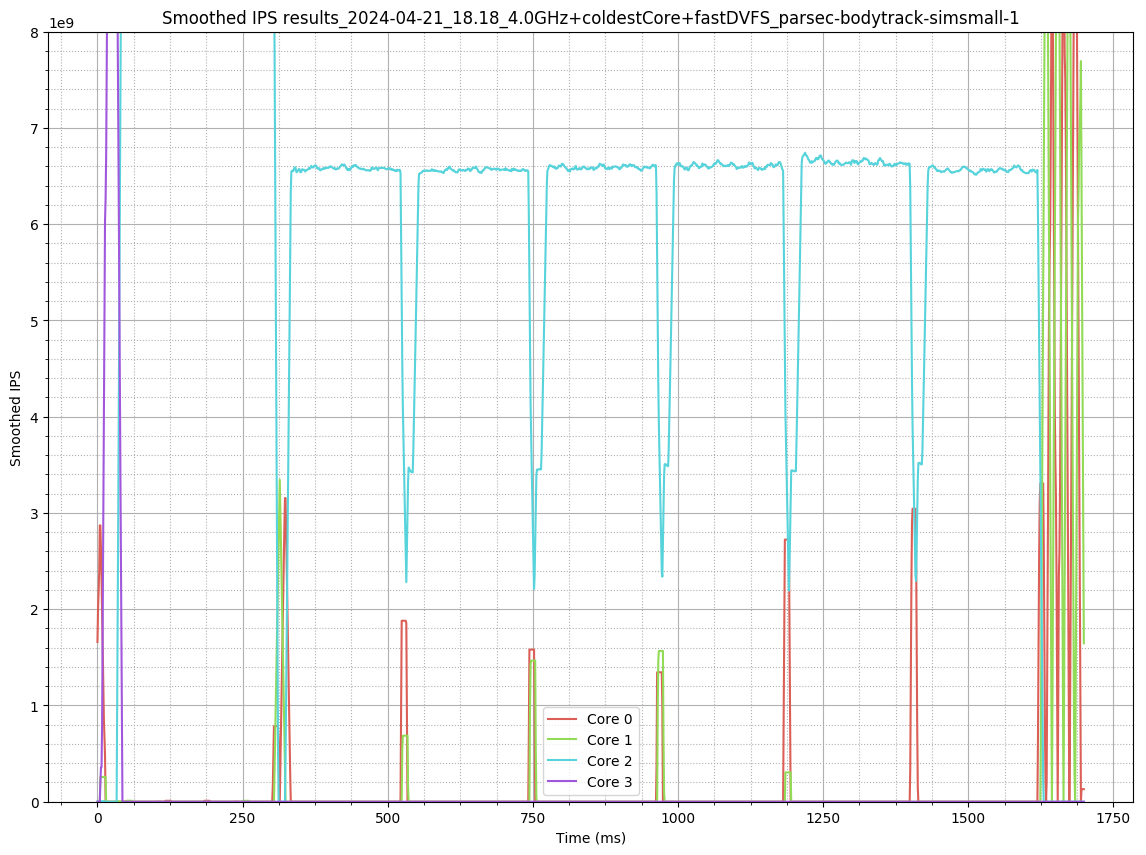 Smoothed IPS results_2024-04-21_18.18_4.0GHz+coldestCore+fastDVFS_parsec-bodytrack-simsmall-1
1e9
8
7
6
5
4
3
2
1
0
Smoothed IPS
Core 0
Core 1
Core 2
Core 3
0
250
500
750
1000
1250
1500
1750
Time (ms)